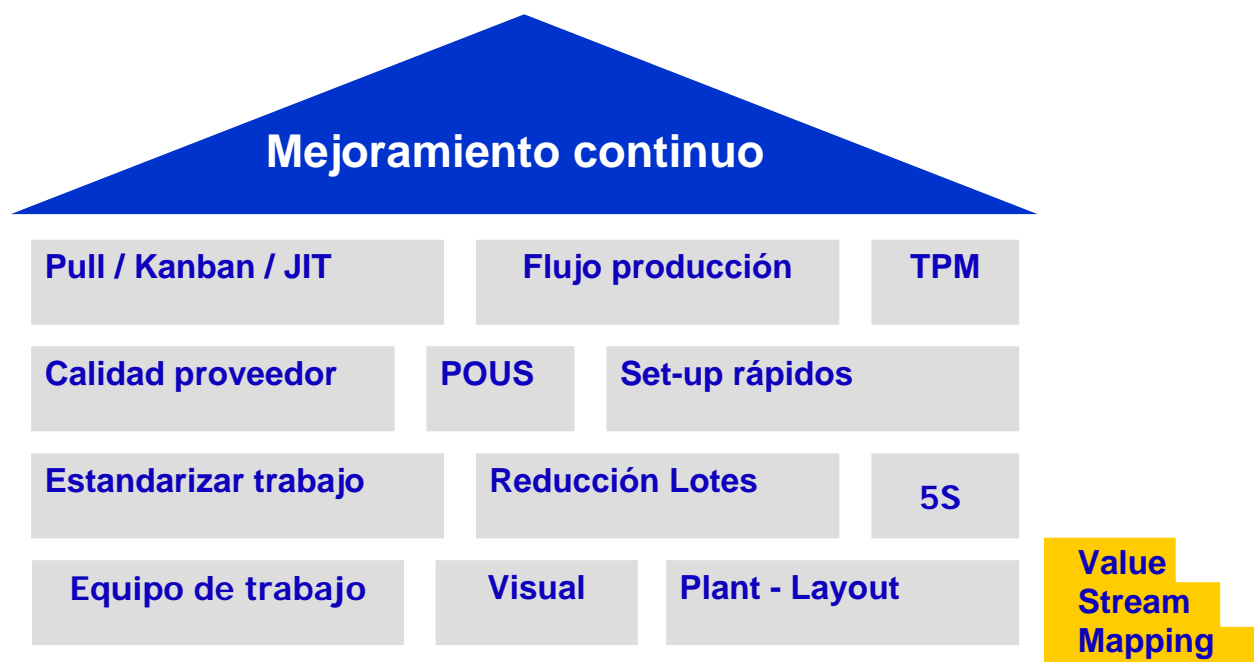 Mejoramiento continuo
Pull / Kanban / JIT
Flujo producción
TPM
Calidad proveedor
POUS
Set-up rápidos
Estandarizar trabajo
Reducción Lotes
5S
Equipo de trabajo
Visual
Plant - Layout
Value
Stream
Mapping